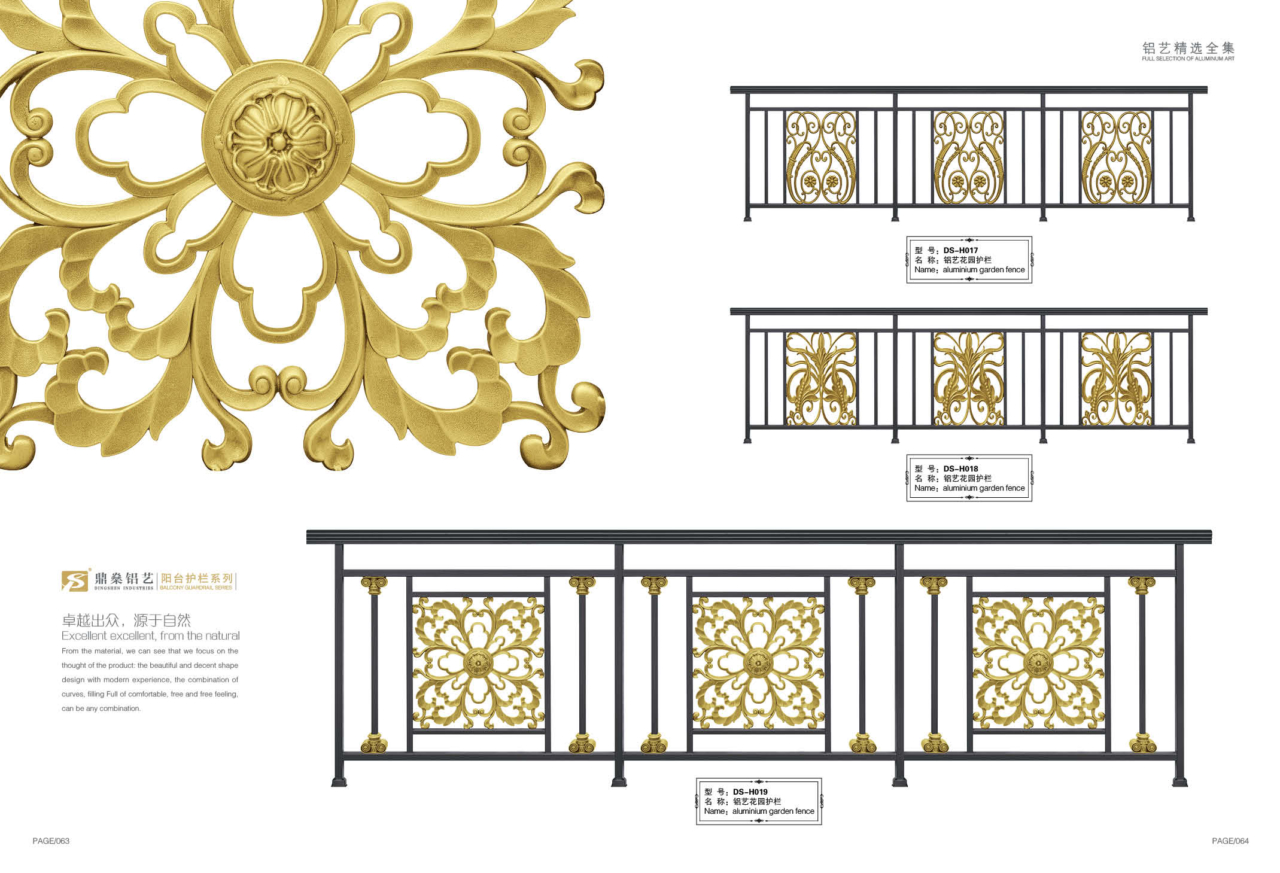 铝艺精选全集
FULL SELECTION OF ALUMINUM ART
型 号：DS-H017
名 称：铝艺花园护栏
Name：aluminium garden fence
型 号：DS-H018
名 称：铝艺花园护栏
Name：aluminium garden fence
鼎燊铝艺
DINGSHEN INDUSTRIES
阳台护栏系列
BALCONY GUARDRAIL SERIES
卓越出众，源于自然
Excellent excellent, from the natural
From the material, we can see that we focus on the
thought of the product: the beautiful and decent shape
design with modern experience, the combination of
curves, filling Full of comfortable, free and free feeling,
can be any combination.
型 号：DS-H019
名 称：铝艺花园护栏
Name：aluminium garden fence
PAGE/063
PAGE/064